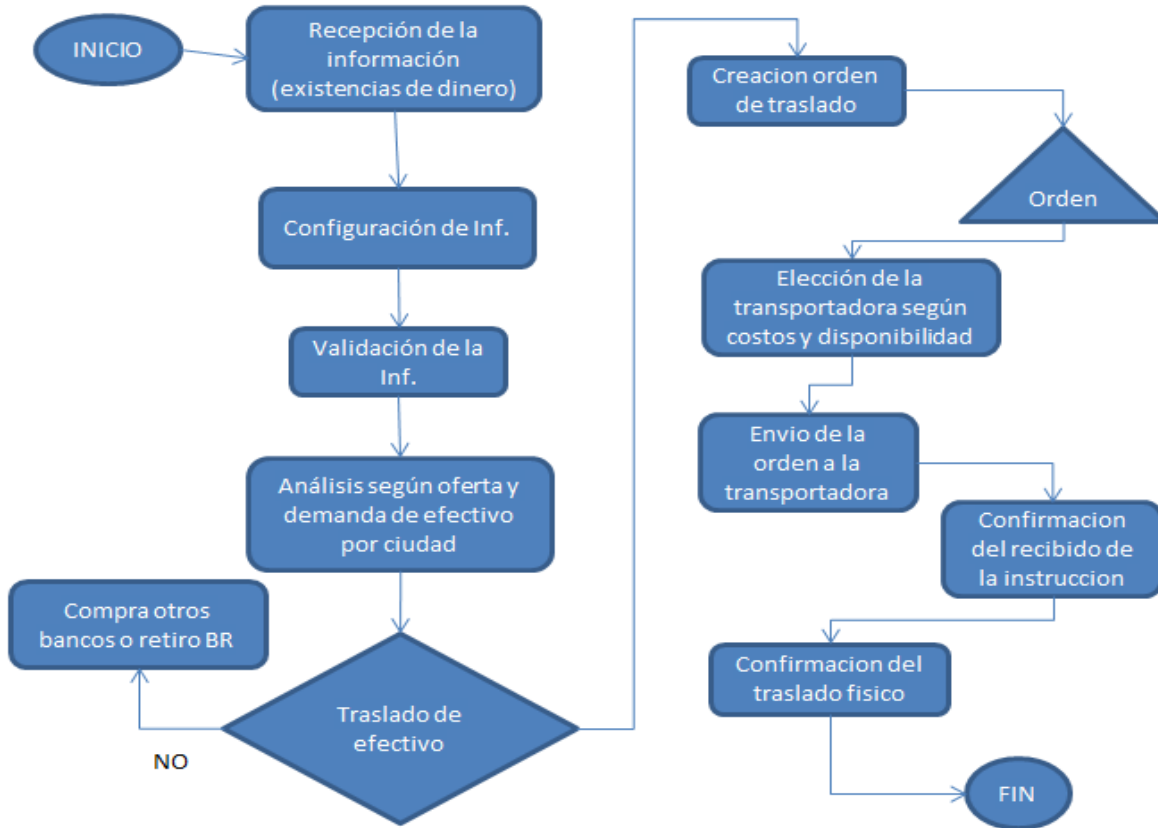 INICIO
Recepción de la
información
(existencias de dinero)
Configuración de Inf.
Validación de la
Inf.
Análisis según oferta y
demanda de efectivo
por ciudad
Compra otros
bancos o retiro BR
Traslado de
efectivo
NO
Creacion orden
de traslado
Orden
Elección de la
transportadora según
costos y disponibilidad
Envio de la
orden a la
transportadora
Confirmacion
del recibido de
la instruccion
Confirmacion del
traslado fisico
FIN